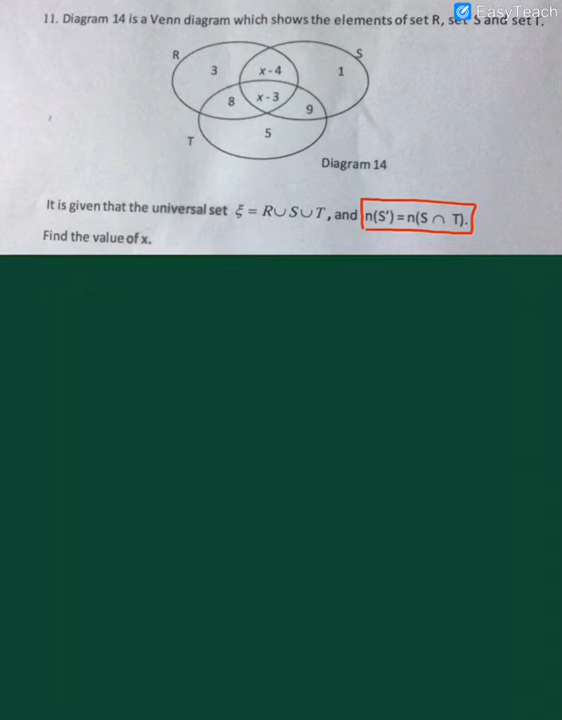 EasyTeach
11. Diagram 14 is a Venn diagram which shows the elements of set R, set S and set T.
R
S
3
x - 4
1
8
x - 3
9
T
5
Diagram 14
It is given that the universal set ξ = R∪S∪T, and n(S') = n(S ∩ T).
Find the value of x.